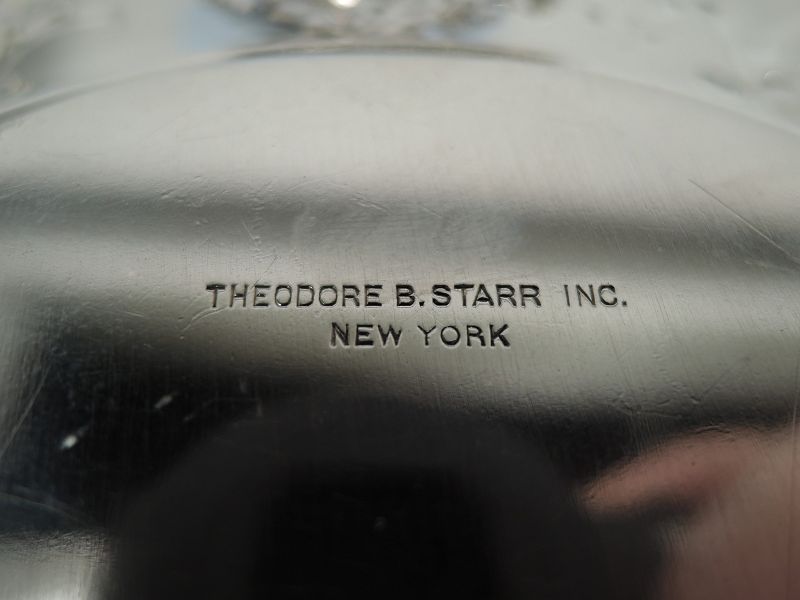 THEODORE B. STARR INC.
NEW YORK